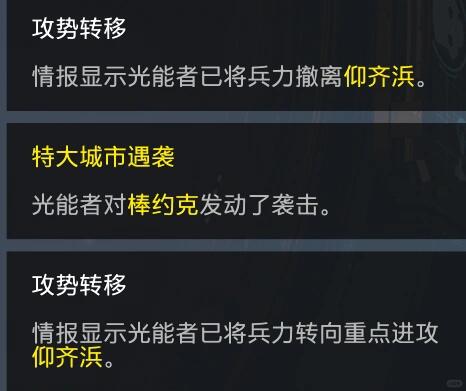 攻势转移
情报显示光能者已将兵力撤离仰齐浜。
特大城市遇袭
光能者对棒约克发动了袭击。
攻势转移
情报显示光能者已将兵力转向重点进攻
仰齐浜。